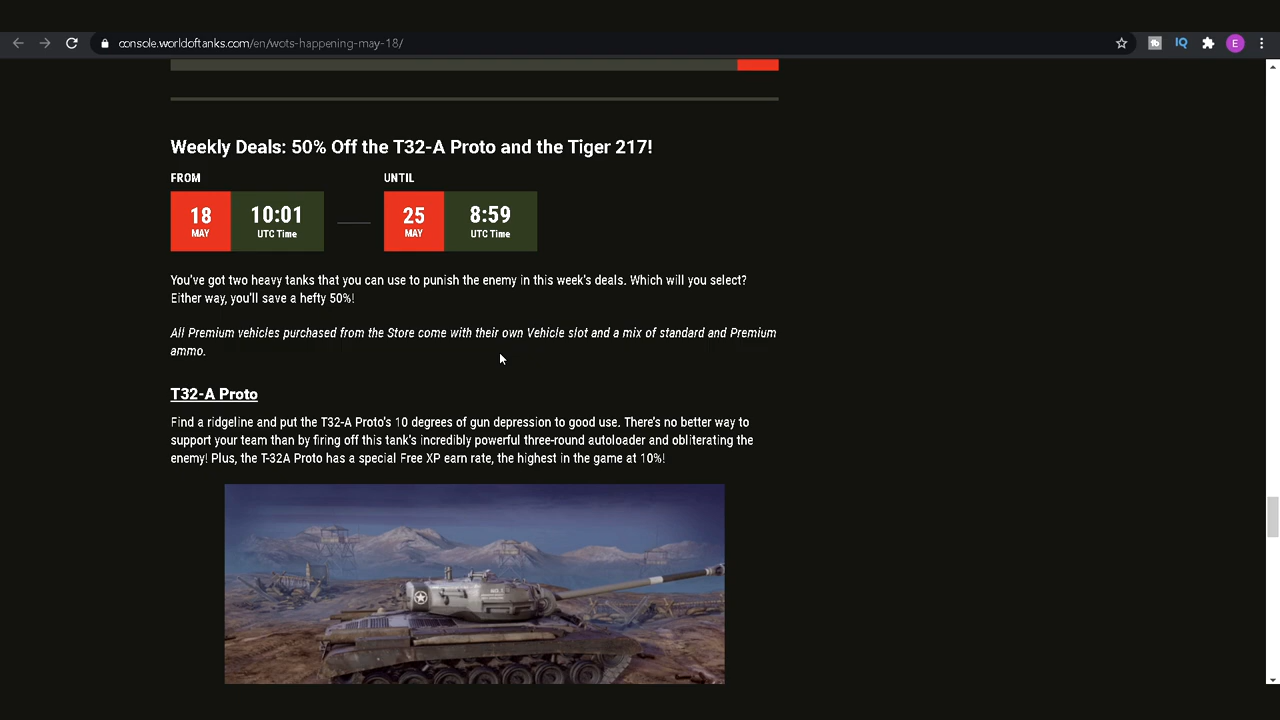 console.worldoftanks.com/en/wots-happening-may-18/
IQ
E
Weekly Deals: 50% Off the T32-A Proto and the Tiger 217!
FROM
UNTIL
18
MAY
10:01
UTC Time
25
MAY
8:59
UTC Time
You've got two heavy tanks that you can use to punish the enemy in this week's deals. Which will you select?
Either way, you'll save a hefty 50%!
All Premium vehicles purchased from the Store come with their own Vehicle slot and a mix of standard and Premium
ammo.
T32-A Proto
Find a ridgeline and put the T32-A Proto's 10 degrees of gun depression to good use. There's no better way to
support your team than by firing off this tank's incredibly powerful three-round autoloader and obliterating the
enemy! Plus, the T-32A Proto has a special Free XP earn rate, the highest in the game at 10%!